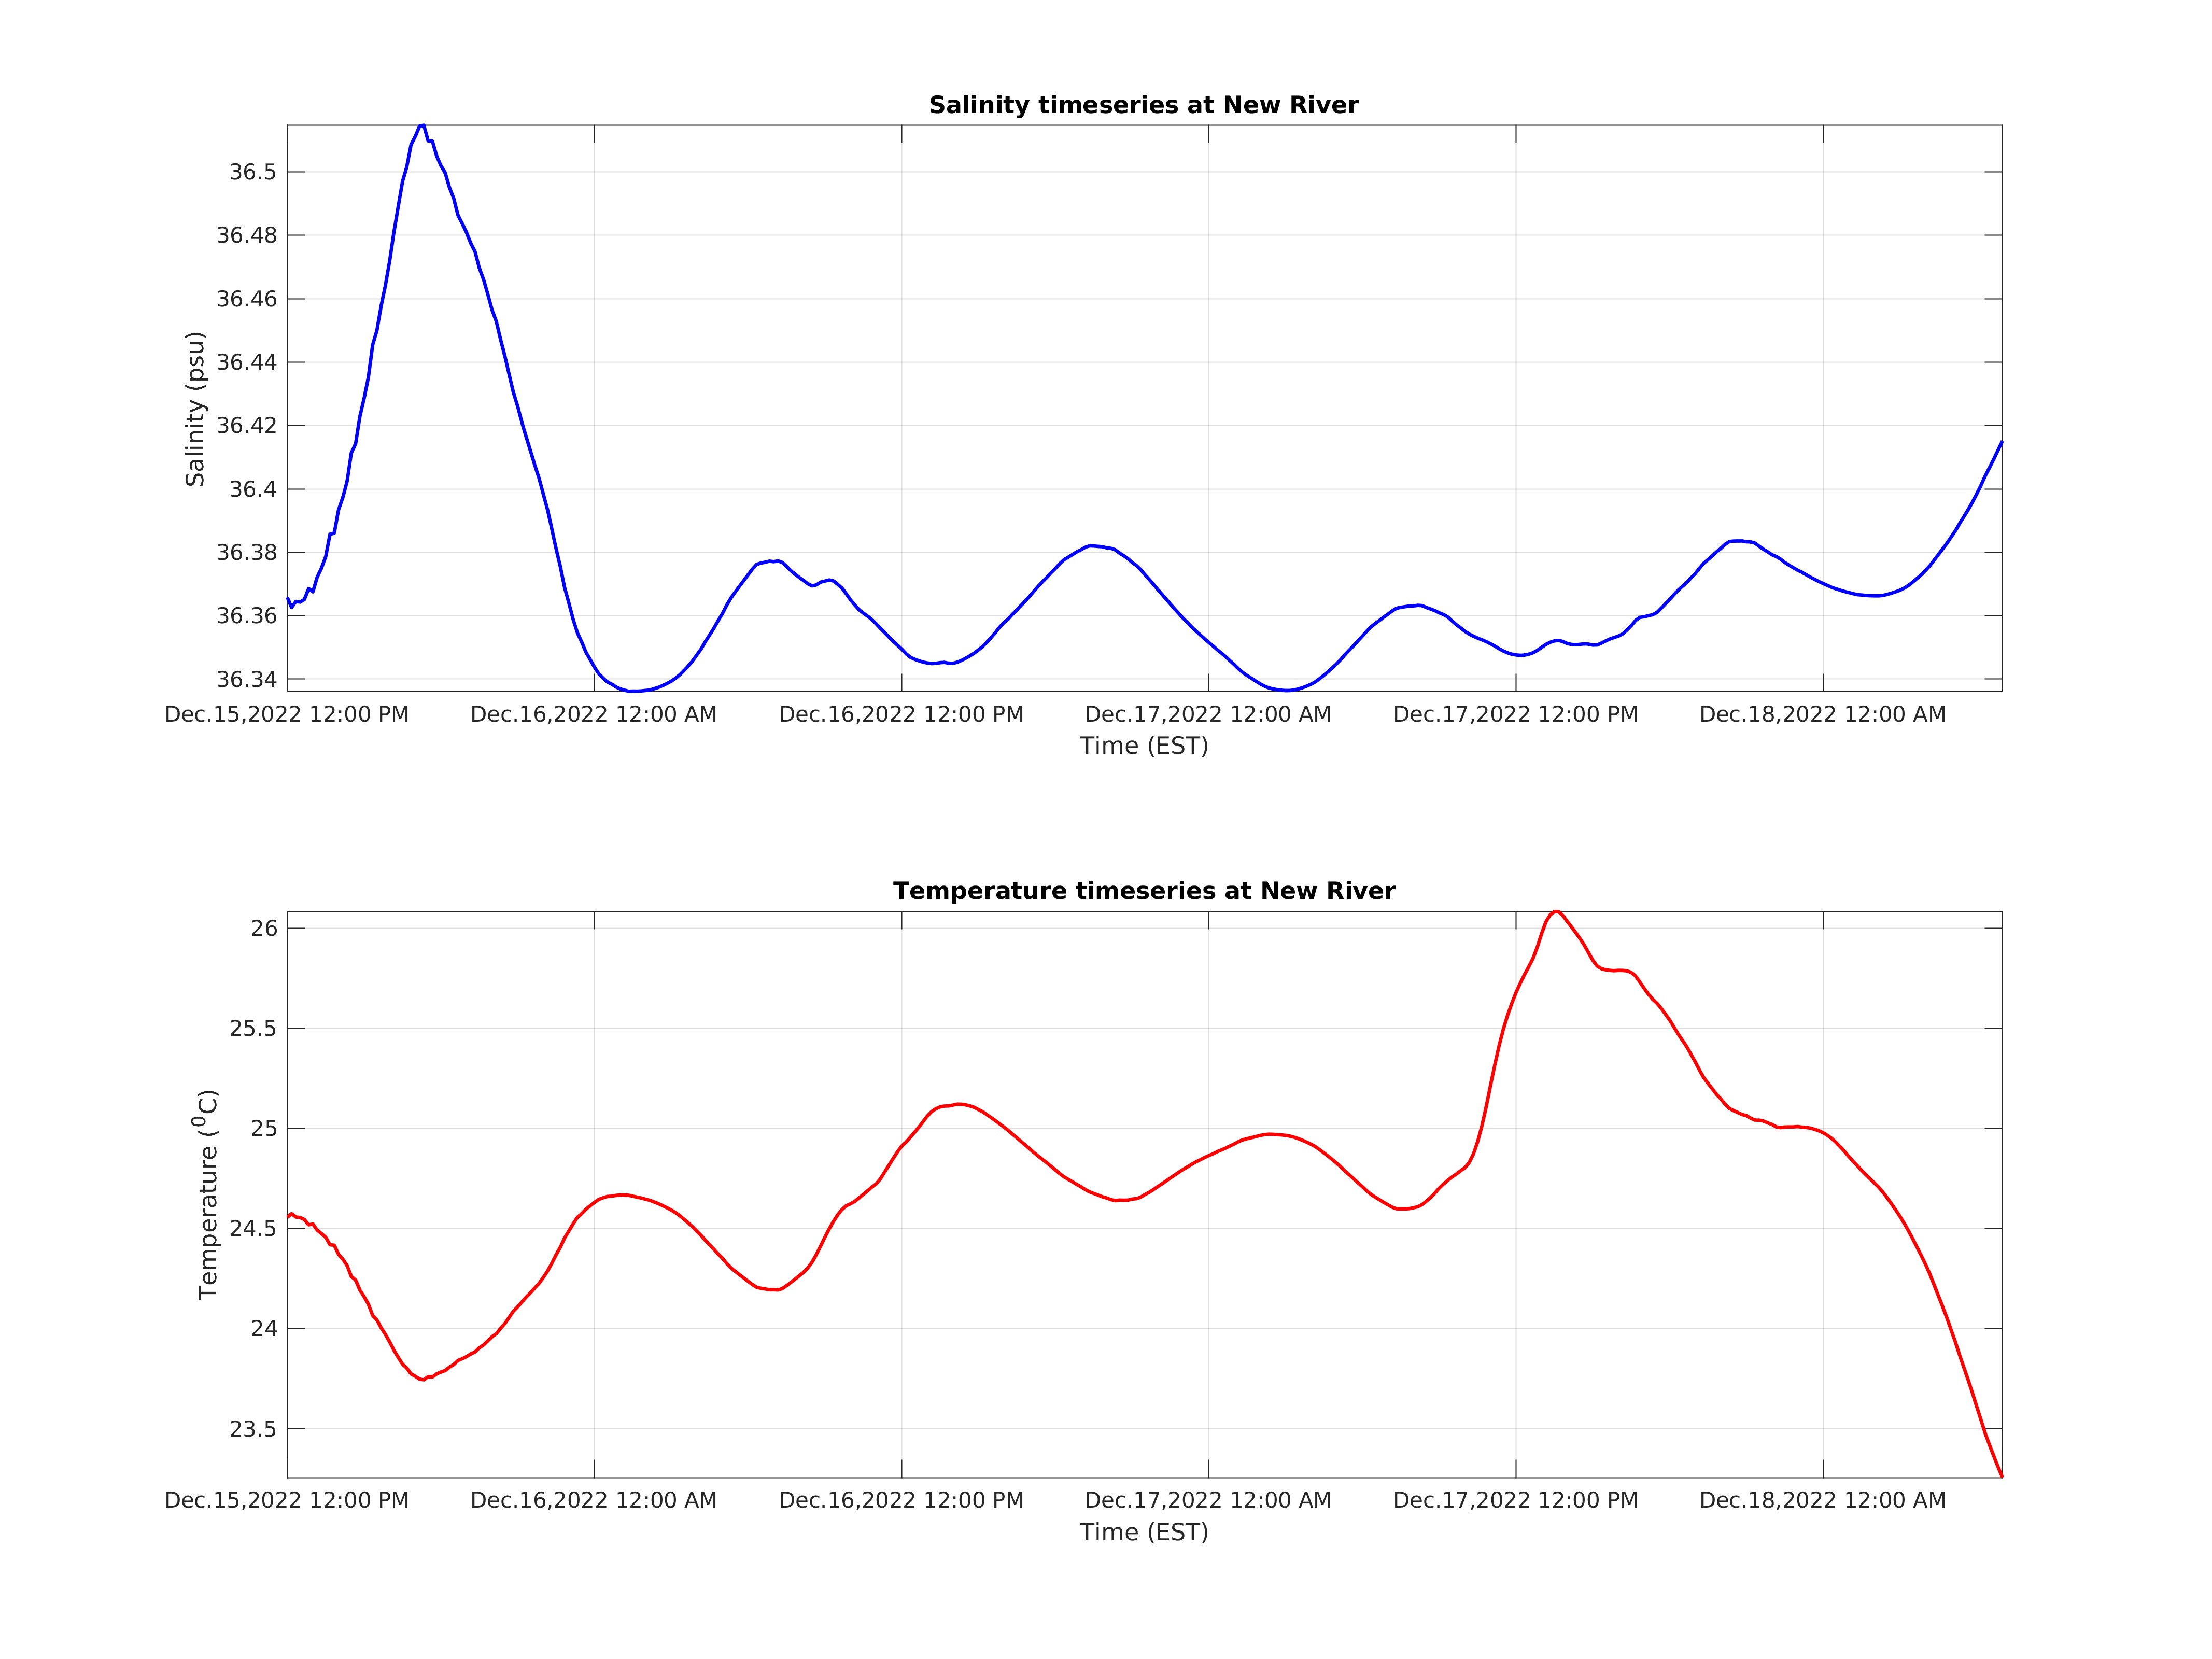 Salinity timeseries at New River
Salinity (psu)
36.5
36.48
36.46
36.44
36.42
36.4
36.38
36.36
36.34
Dec.15,2022 12:00 PM Dec.16,2022 12:00 AM Dec.16,2022 12:00 PM Dec.17,2022 12:00 AM Dec.17,2022 12:00 PM Dec.18,2022 12:00 AM
Time (EST)
Temperature timeseries at New River
Temperature (⁰C)
26
25.5
25
24.5
24
23.5
Dec.15,2022 12:00 PM Dec.16,2022 12:00 AM Dec.16,2022 12:00 PM Dec.17,2022 12:00 AM Dec.17,2022 12:00 PM Dec.18,2022 12:00 AM
Time (EST)